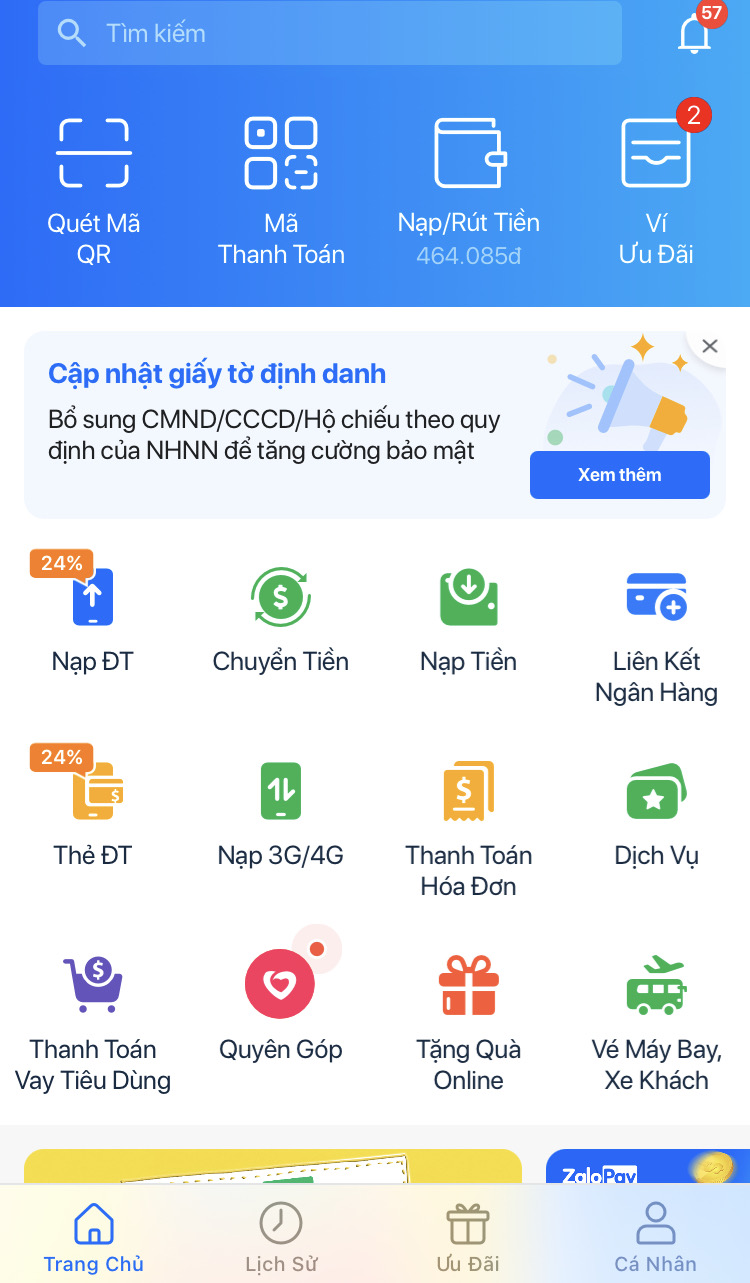 Tìm kiếm
57
2
Quét Mã
QR
Mã
Thanh Toán
Nạp/Rút Tiền
464.085đ
Ví
Ưu Đãi
Cập nhật giấy tờ định danh
Bổ sung CMND/CCCD/Hộ chiếu theo quy
định của NHNN để tăng cường bảo mật
Xem thêm
24%
Nạp ĐT
Chuyển Tiền
Nạp Tiền
Liên Kết
Ngân Hàng
24%
Thẻ ĐT
Nạp 3G/4G
Thanh Toán
Hóa Đơn
Dịch Vụ
Thanh Toán
Vay Tiêu Dùng
Quyên Góp
Tặng Quà
Online
Vé Máy Bay,
Xe Khách
ZaloPay
Trang Chủ
Lịch Sử
Ưu Đãi
Cá Nhân